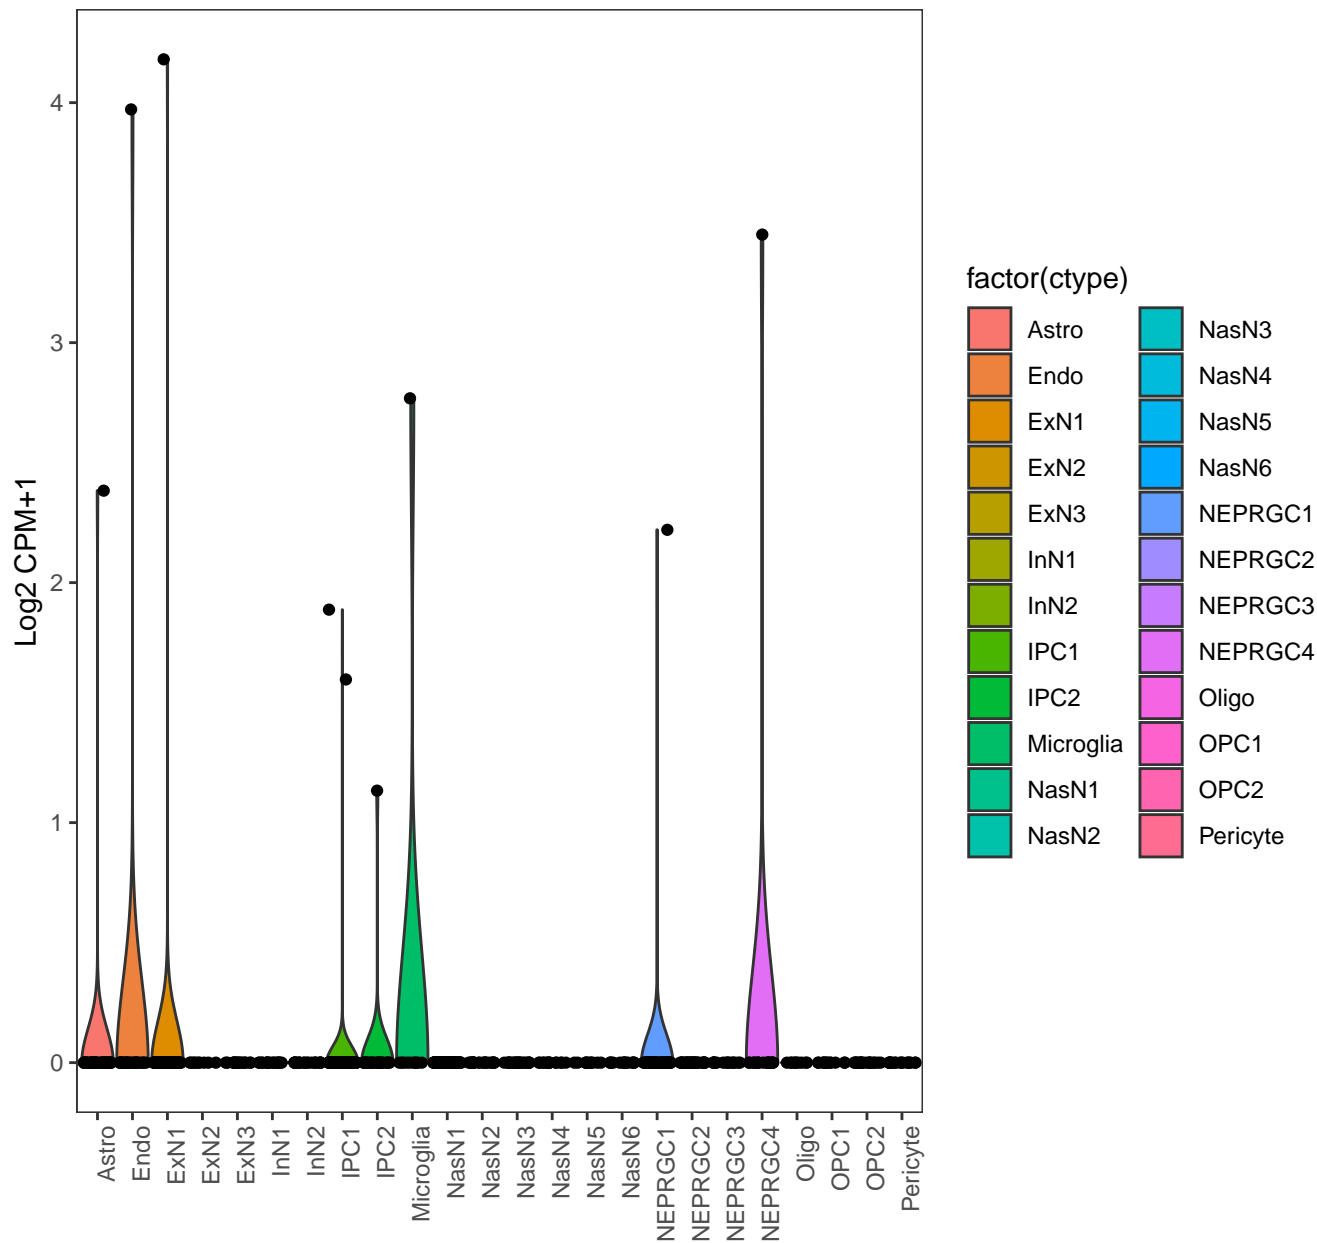 Log2 CPM+1
4
3
2
1
0
Astro
Endo
ExN1
ExN2
ExN3
InN1
InN2
IPC1
IPC2
Microglia
NasN1
NasN2
NasN3
NasN4
NasN5
NasN6
NEPRGC1
NEPRGC2
NEPRGC3
NEPRGC4
Oligo
OPC1
OPC2
Pericyte
factor(ctype)
Astro
Endo
ExN1
ExN2
ExN3
InN1
InN2
IPC1
IPC2
Microglia
NasN1
NasN2
NasN3
NasN4
NasN5
NasN6
NEPRGC1
NEPRGC2
NEPRGC3
NEPRGC4
Oligo
OPC1
OPC2
Pericyte